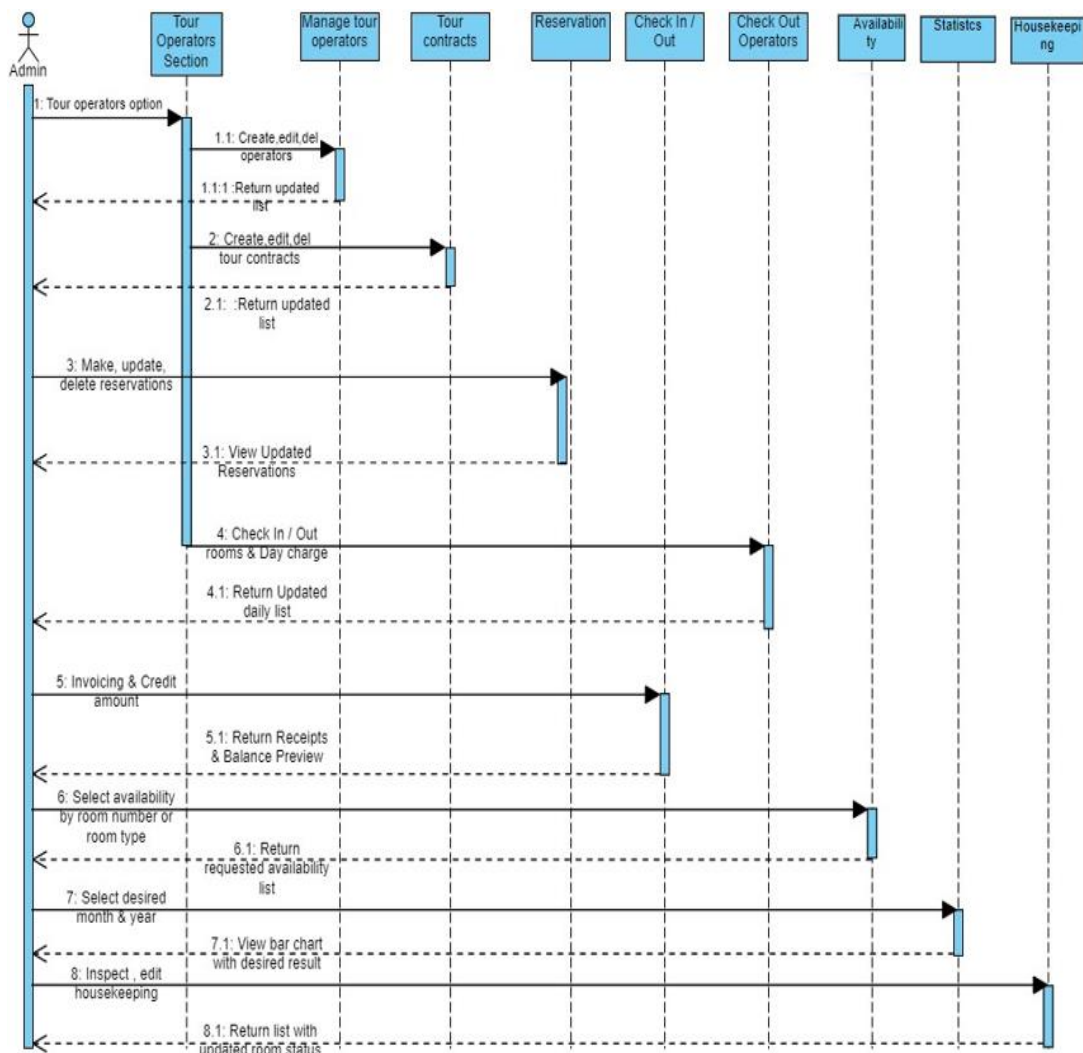 Tour
Operators
Section
Manage tour
operators
Tour
contracts
Reservation
Check In /
Out
Check Out
Operators
Availabili
ty
Statistcs
Housekeepi
ng
Admin
1: Tour operators option
1.1: Create,edit,del
operators
1.1:1 :Return updated
list
2: Create,edit,del
tour contracts
2.1: :Return updated
list
3: Make, update,
delete reservations
3.1: View Updated
Reservations
4: Check In / Out
rooms & Day charge
4.1: Return Updated
daily list
5: Invoicing & Credit
amount
5.1: Return Receipts
& Balance Preview
6: Select availability
by room number or
room type
6.1: Return
requested availability
list
7: Select desired
month & year
7.1: View bar chart
with desired result
8: Inspect , edit
housekeeping
8.1: Return list with
updated room status